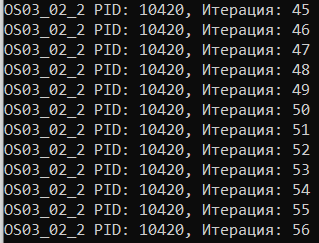 OS03_02_2 PID: 10420, Итерация: 45
OS03_02_2 PID: 10420, Итерация: 46
OS03_02_2 PID: 10420, Итерация: 47
OS03_02_2 PID: 10420, Итерация: 48
OS03_02_2 PID: 10420, Итерация: 49
OS03_02_2 PID: 10420, Итерация: 50
OS03_02_2 PID: 10420, Итерация: 51
OS03_02_2 PID: 10420, Итерация: 52
OS03_02_2 PID: 10420, Итерация: 53
OS03_02_2 PID: 10420, Итерация: 54
OS03_02_2 PID: 10420, Итерация: 55
OS03_02_2 PID: 10420, Итерация: 56